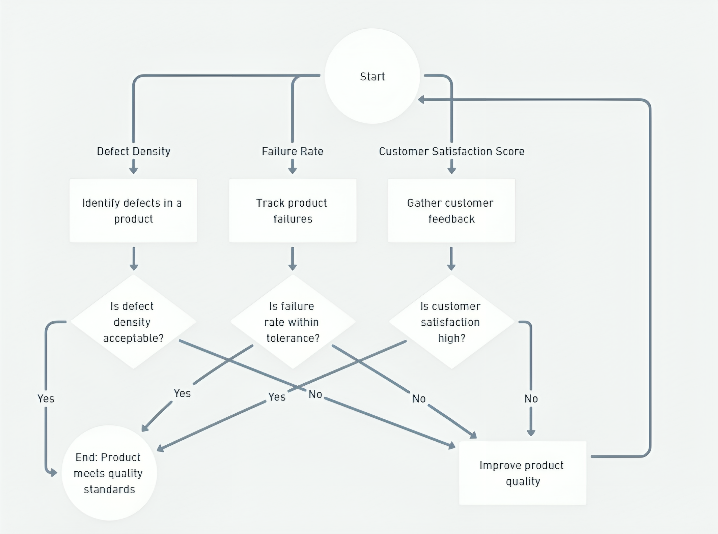 Start
Defect Density
Failure Rate
Customer Satisfaction Score
Identify defects in a
product
Track product
failures
Gather customer
feedback
Is defect
density
acceptable?
Is failure
rate within
tolerance?
Is customer
satisfaction
high?
Yes
Yes
Yes
No
No
No
End: Product
meets quality
standards
Improve product
quality